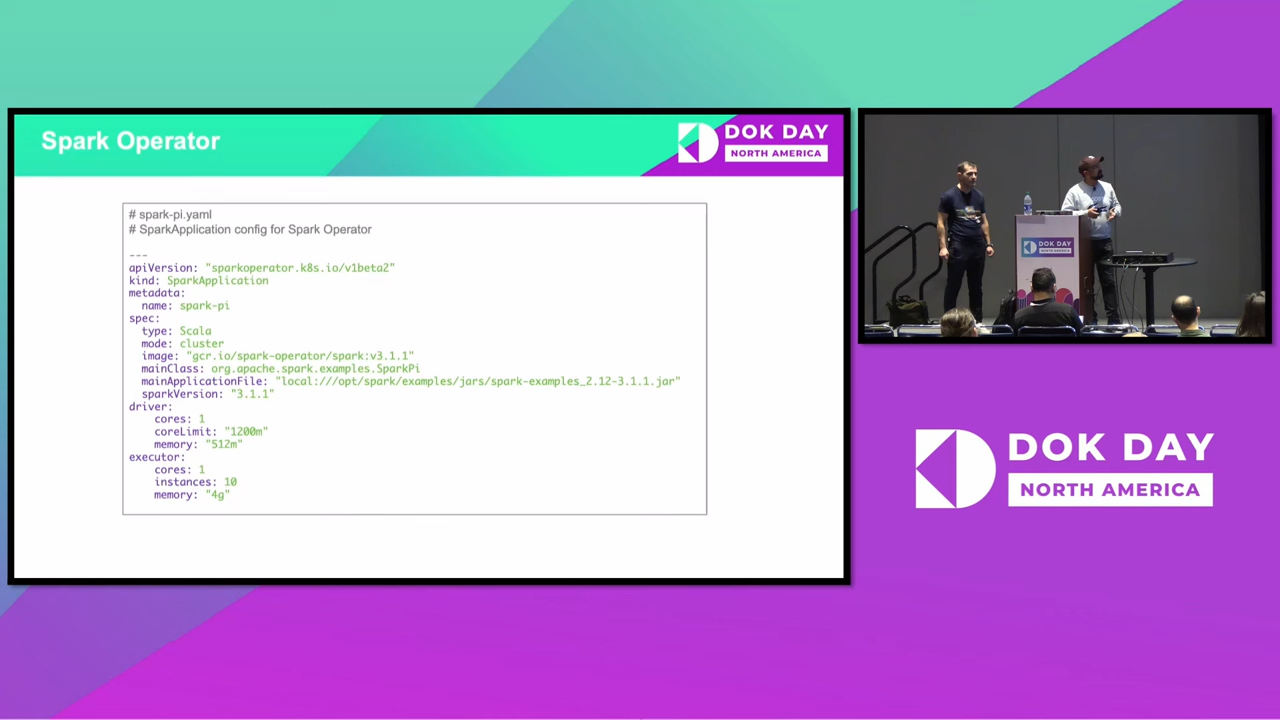 Spark Operator
DOK DAY
NORTH AMERICA
# spark-pi.yaml
# SparkApplication config for Spark Operator
---
apiVersion: "sparkoperator.k8s.io/v1beta2"
kind: SparkApplication
metadata:
  name: spark-pi
spec:
  type: Scala
  mode: cluster
  image: "gcr.io/spark-operator/spark:v3.1.1"
  mainClass: org.apache.spark.examples.SparkPi
  mainApplicationFile: "local:///opt/spark/examples/jars/spark-examples_2.12-3.1.1.jar"
  sparkVersion: "3.1.1"
driver:
    cores: 1
    coreLimit: "1200m"
    memory: "512m"
executor:
    cores: 1
    instances: 10
    memory: "4g"
DOK DAY
NORTH AMERICA
DOK DAY
NORTH AMERICA